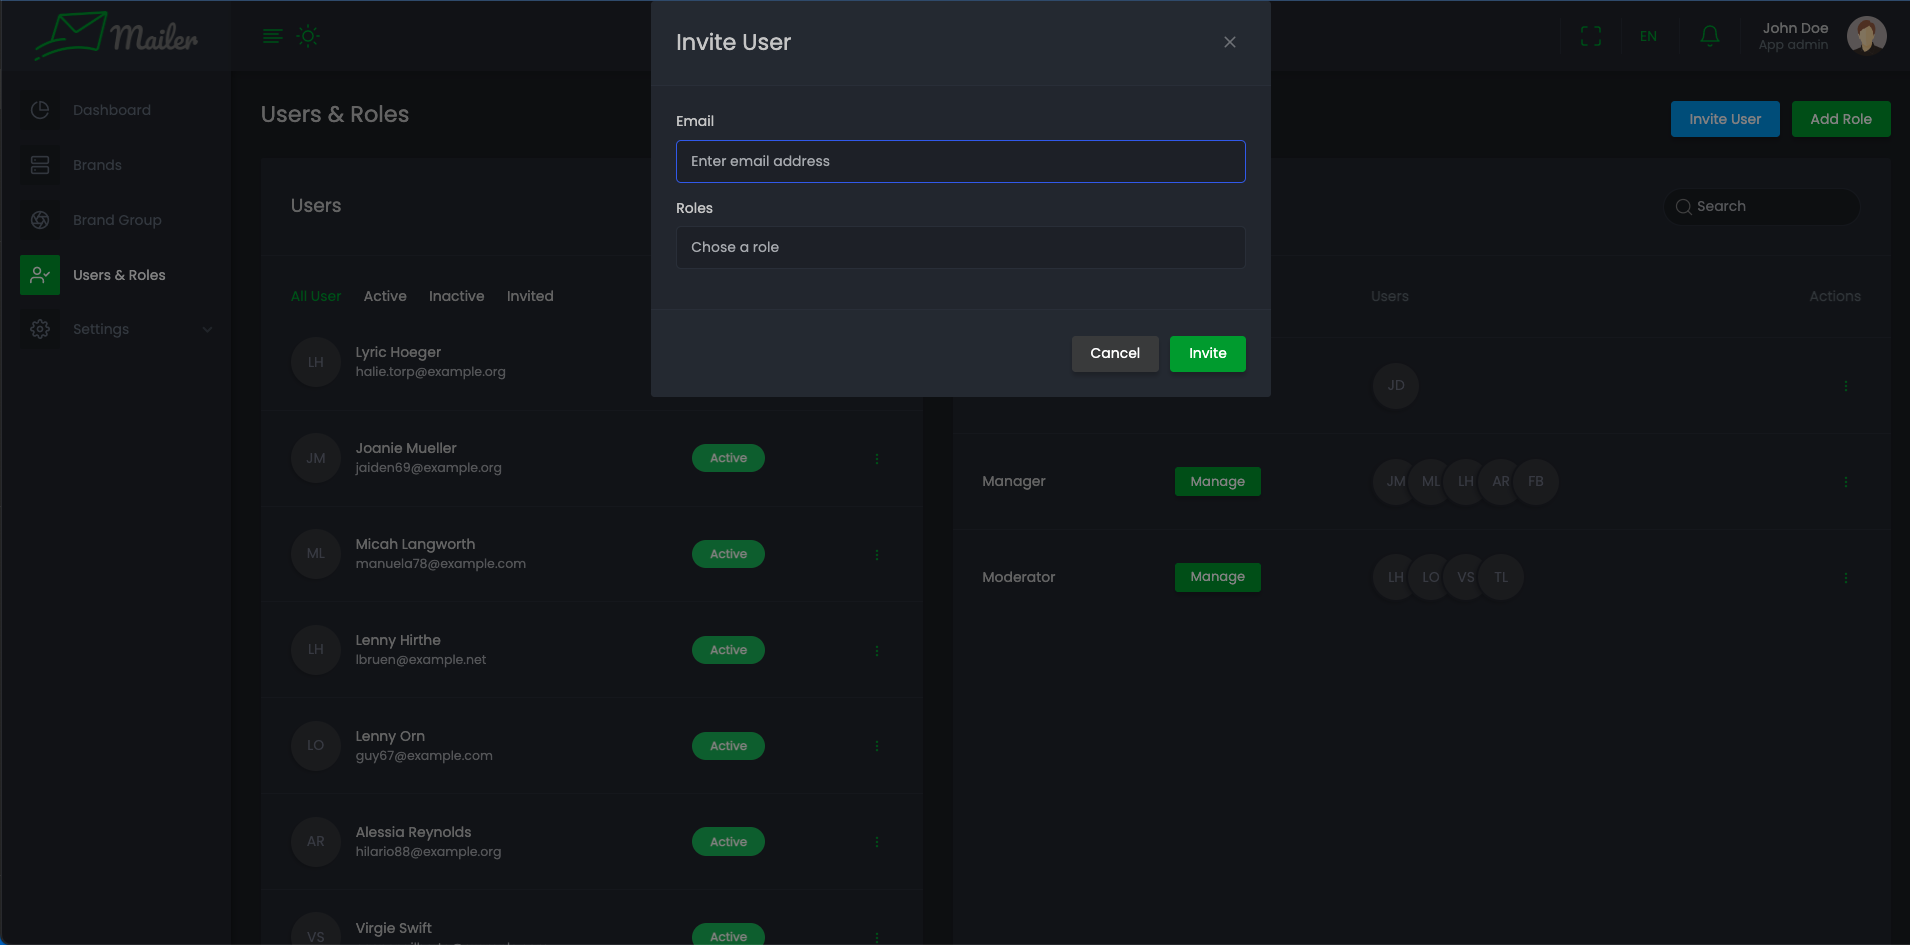 Mailer
EN
John Doe
App admin
Dashboard
Brands
Brand Group
Users & Roles
Settings
Users & Roles
Invite User
Add Role
Invite User
Email
Enter email address
Roles
Chose a role
Cancel
Invite
Users
All User Active Inactive Invited
LH
Lyric Hoeger
halie.torp@example.org
JM
Joanie Mueller
jaiden69@example.org
Active
ML
Micah Langworth
manuela78@example.com
Active
LH
Lenny Hirthe
lbruen@example.net
Active
LO
Lenny Orn
guy67@example.com
Active
AR
Alessia Reynolds
hilario88@example.org
Active
VS
Virgie Swift
Active
Search
Users Actions
JD
Manager Manage JM ML LH AR FB
Moderator Manage LH LO VS TL